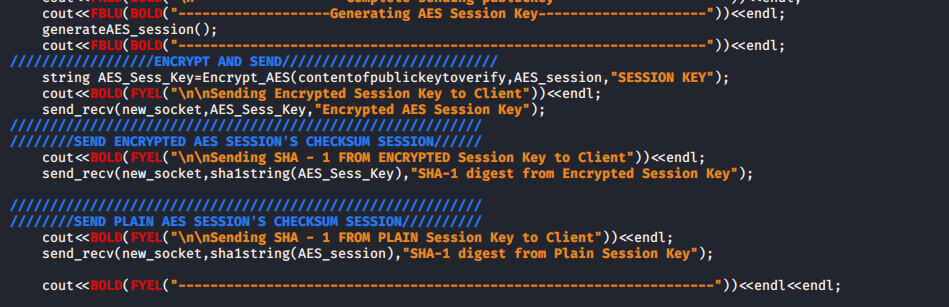 cout<<FBLU(BOLD("-------------------Generating AES Session Key---------------------"))<<endl;
generateAES_session();
cout<<FBLU(BOLD("------------------------------------------------------------------"))<<endl;
//////////////////ENCRYPT AND SEND///////////////////////////
string AES_Sess_Key=Encrypt_AES(contentofpublickeytoverify,AES_session,"SESSION KEY");
cout<<BOLD(FYEL("\n\nSending Encrypted Session Key to Client"))<<endl;
send_recv(new_socket,AES_Sess_Key,"Encrypted AES Session Key");
///////////////////////////////////////////////////////////
////////SEND ENCRYPTED AES SESSION'S CHECKSUM SESSION//////
cout<<BOLD(FYEL("\n\nSending SHA - 1 FROM ENCRYPTED Session Key to Client"))<<endl;
send_recv(new_socket,sha1string(AES_Sess_Key),"SHA-1 digest from Encrypted Session Key");
///////////////////////////////////////////////////////////
////////SEND PLAIN AES SESSION'S CHECKSUM SESSION//////////
cout<<BOLD(FYEL("\n\nSending SHA - 1 FROM PLAIN Session Key to Client"))<<endl;
send_recv(new_socket,sha1string(AES_session),"SHA-1 digest from Plain Session Key");
cout<<BOLD(FYEL("-------------------------------------------------------------------"))<<endl<<endl;